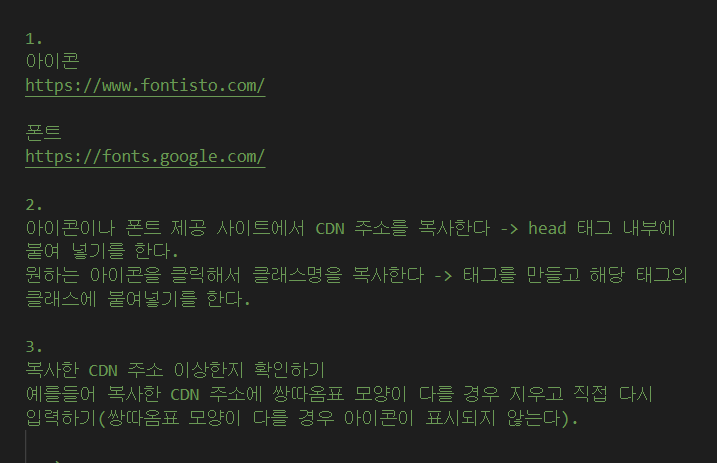 1.
아이콘
https://www.fontisto.com/
폰트
https://fonts.google.com/
2.
아이콘이나 폰트 제공 사이트에서 CDN 주소를 복사한다 -> head 태그 내부에
붙여 넣기를 한다.
원하는 아이콘을 클릭해서 클래스명을 복사한다 -> 태그를 만들고 해당 태그의
클래스에 붙여넣기를 한다.
3.
복사한 CDN 주소 이상한지 확인하기
예를들어 복사한 CDN 주소에 쌍따옴표 모양이 다를 경우 지우고 직접 다시
입력하기(쌍따옴표 모양이 다를 경우 아이콘이 표시되지 않는다).